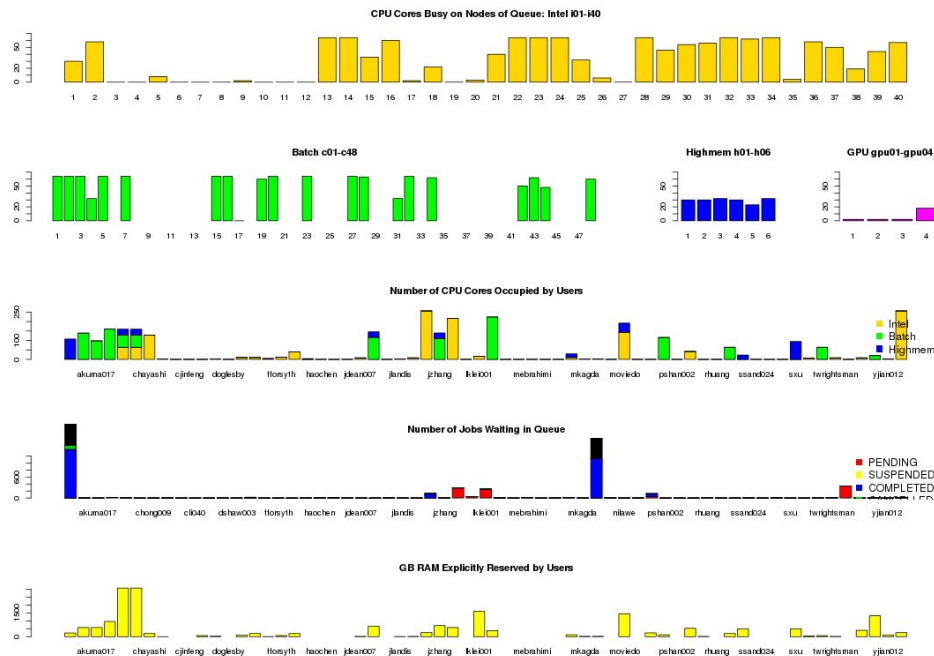 CPU Cores Busy on Nodes of Queue: Intel i01-i40
0 20 50
1 2 3 4 5 6 7 8 9 10 11 12 13 14 15 16 17 18 19 20 21 22 23 24 25 26 27 28 29 30 31 32 33 34 35 36 37 38 39 40
Batch c01-c48 Highmem h01-h06 GPU gpu01-gpu04
0 20 50 0 20 50 0 20 50
1 3 5 7 9 11 13 15 17 19 21 23 25 27 29 31 33 35 37 39 41 43 45 47 1 2 3 4 5 6 1 2 3 4
Number of CPU Cores Occupied by Users
0 100 250
Intel
Batch
Highmem
akuma017 chayashi cjinfeng doglesby fforsyth haochen jdean007 jlandis jzhang lklei001 mebrahimi mkagda moviedo pshan002 rhuang ssand024 sxu twrightsman yjian012
Number of Jobs Waiting in Queue
0 600
PENDING
SUSPENDED
COMPLETED
CANCELLED
akuma017 chong009 cli040 dshaw003 fforsyth haochen jdean007 jlandis jzhang lklei001 mebrahimi mkagda nilawe pshan002 rhuang ssand024 sxu twrightsman yjian012
GB RAM Explicitly Reserved by Users
0 1500
akuma017 chayashi cjinfeng doglesby fforsyth haochen jdean007 jlandis jzhang lklei001 mebrahimi mkagda moviedo pshan002 rhuang ssand024 sxu twrightsman yjian012